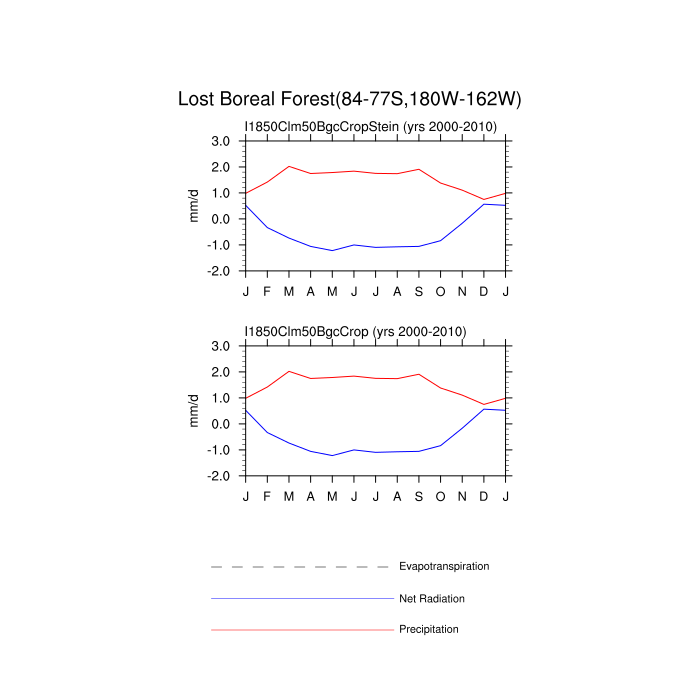 Lost Boreal Forest(84-77S,180W-162W)
I1850Clm50BgcCropStein (yrs 2000-2010)
3.0
2.0
1.0
0.0
-1.0
-2.0
mm/d
J F M A M J J A S O N D J
I1850Clm50BgcCrop (yrs 2000-2010)
3.0
2.0
1.0
0.0
-1.0
-2.0
mm/d
J F M A M J J A S O N D J
Evapotranspiration
Net Radiation
Precipitation